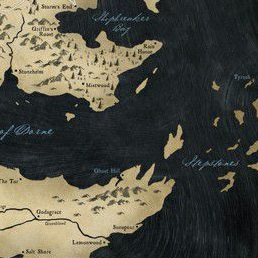 Storm's End
Shipbreaker
Bay
Griffin's
Roost
Rain
House
Stonehelm
Mistwood
Tyrosh
of Dorne
Stepstones
Ghost Hill
The Tor
Godsgrace
Greenblood
Sunspear
Lemonwood
Salt Shore